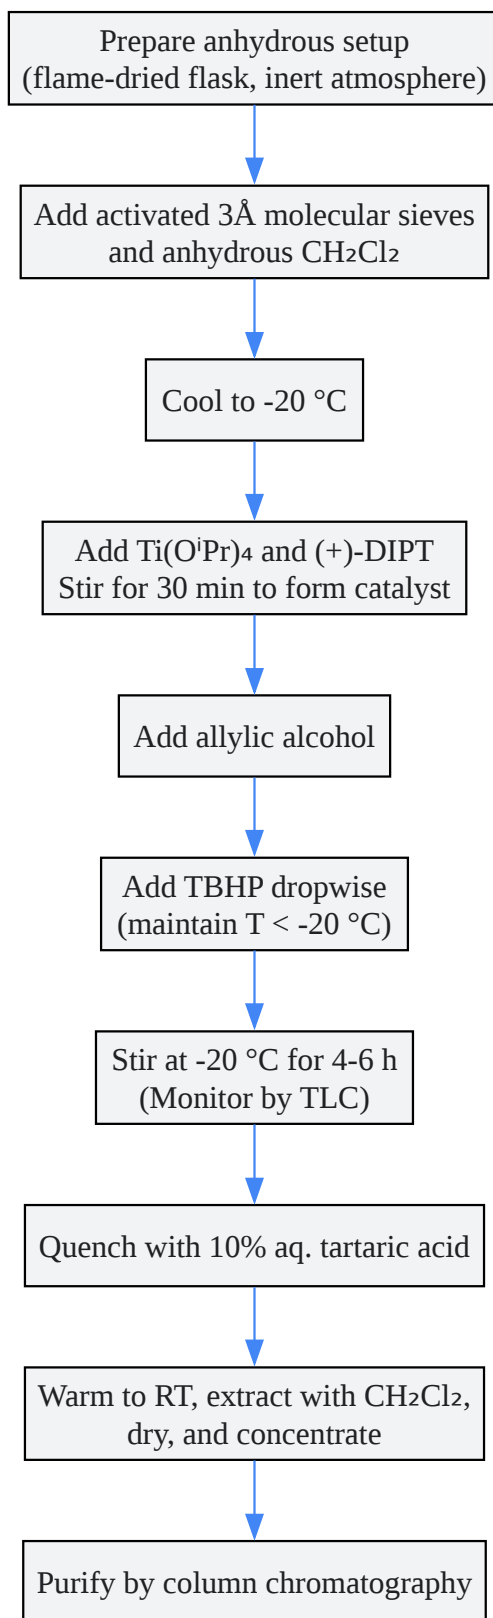 Prepare anhydrous setup
(flame-dried flask, inert atmosphere)
Add activated 3Å molecular sieves
and anhydrous CH₂Cl₂
Cool to -20 °C
Add Ti(OⁱPr)₄ and (+)-DIPT
Stir for 30 min to form catalyst
Add allylic alcohol
Add TBHP dropwise
(maintain T < -20 °C)
Stir at -20 °C for 4-6 h
(Monitor by TLC)
Quench with 10% aq. tartaric acid
Warm to RT, extract with CH₂Cl₂,
dry, and concentrate
Purify by column chromatography